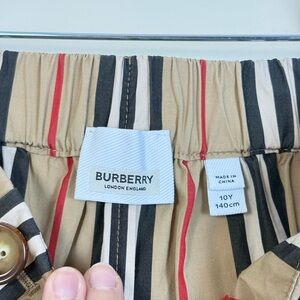 BURBERRY
LONDON ENGLAND
MADE IN
CHINA
10Y
140cm